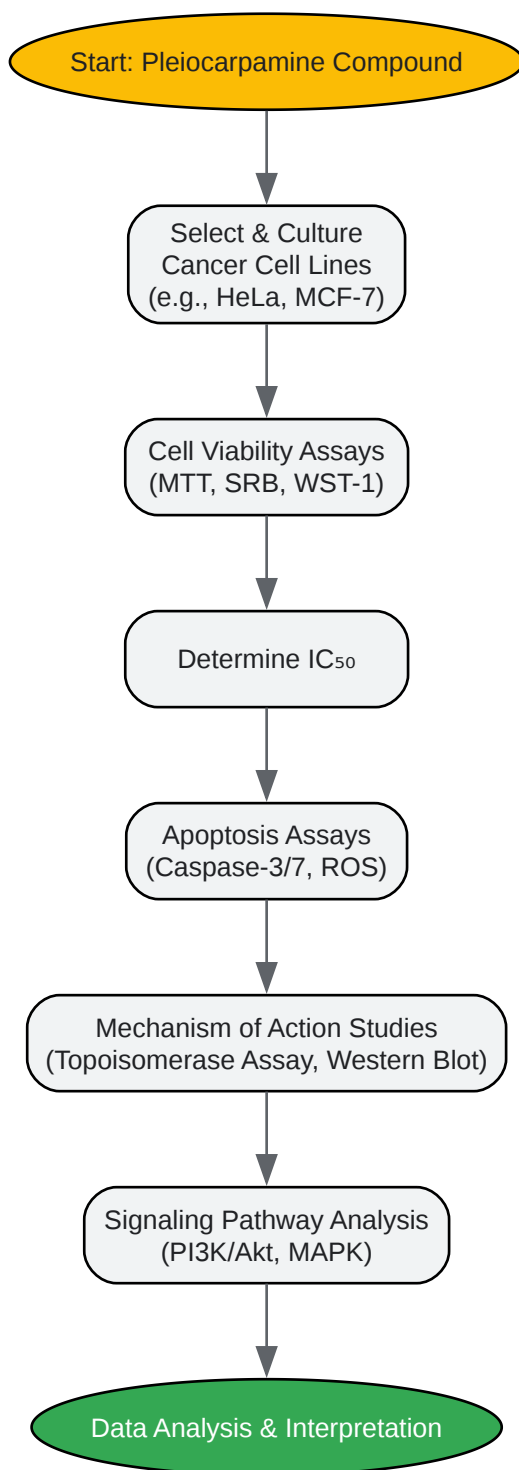 Start: Pleiocarpamine Compound
Select & Culture
Cancer Cell Lines
(e.g., HeLa, MCF-7)
Cell Viability Assays
(MTT, SRB, WST-1)
Determine IC₅₀
Apoptosis Assays
(Caspase-3/7, ROS)
Mechanism of Action Studies
(Topoisomerase Assay, Western Blot)
Signaling Pathway Analysis
(PI3K/Akt, MAPK)
Data Analysis & Interpretation